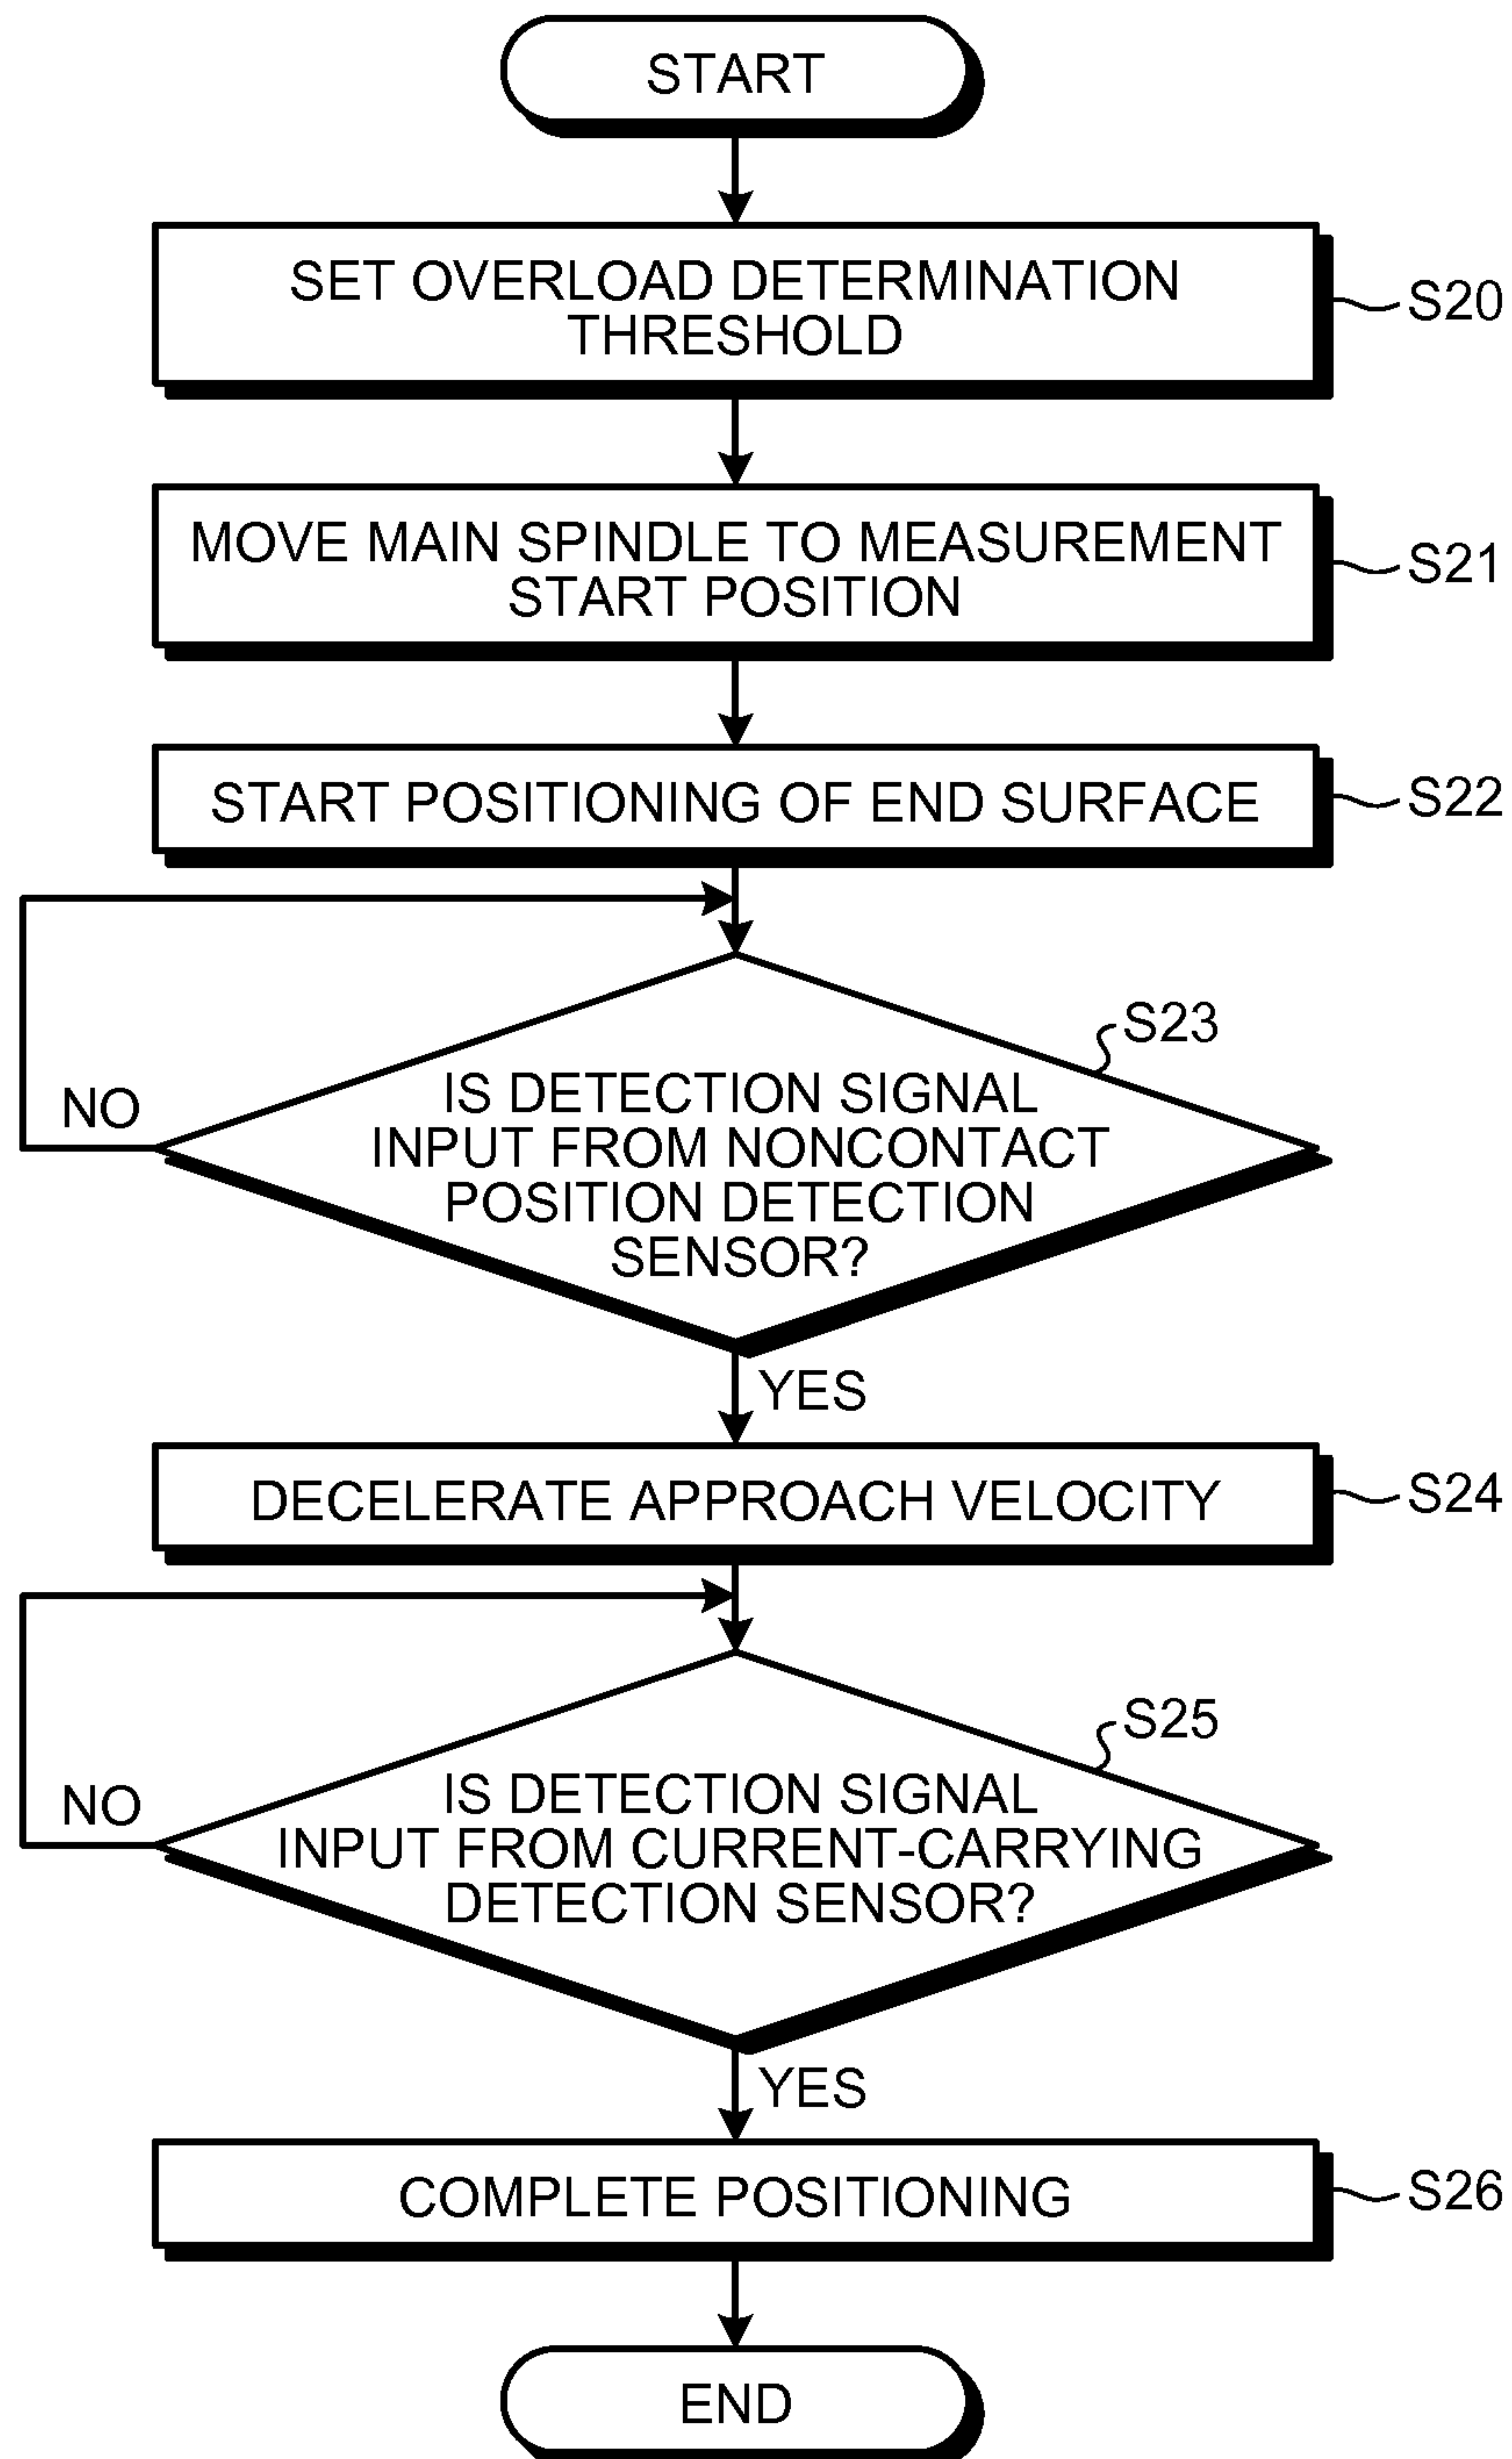 START
SET OVERLOAD DETERMINATION
THRESHOLD
S20
MOVE MAIN SPINDLE TO MEASUREMENT
START POSITION
S21
START POSITIONING OF END SURFACE
S22
S23
IS DETECTION SIGNAL
INPUT FROM NONCONTACT
POSITION DETECTION
SENSOR?
NO
YES
DECELERATE APPROACH VELOCITY
S24
S25
IS DETECTION SIGNAL
INPUT FROM CURRENT-CARRYING
DETECTION SENSOR?
NO
YES
COMPLETE POSITIONING
S26
END